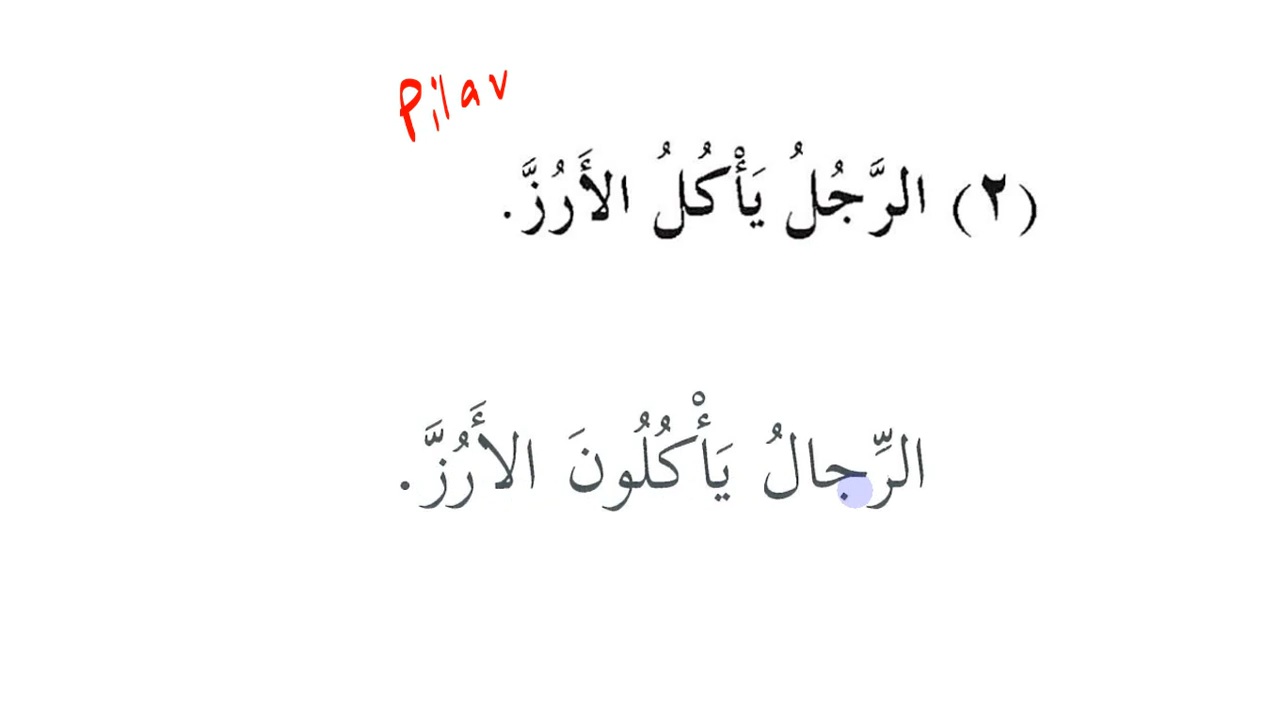 Pilav
(٢) الرَّجُلُ يَأْكُلُ الأَرُزَّ.
الرِّجالُ يَأْكُلُونَ الأَرُزَّ.